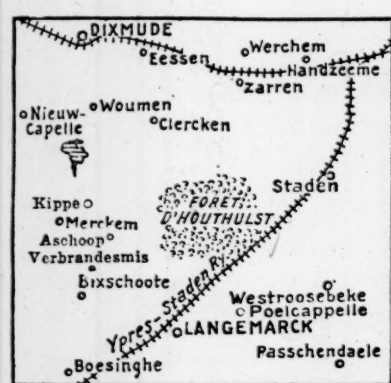 DIXMUDE
Eessen
Werchem
Handzeeme
Zarren
Nieuw-
Capelle
Woumen
Clercken
Staden
FORET
D'HOUTHULST
Kippe
Merckem
Aschoop
Verbrandesmis
Bixschoote
Ypres-Staden Ry.
Westroosebeke
Poelcappelle
LANGEMARCK
Passchendaele
Boesinghe